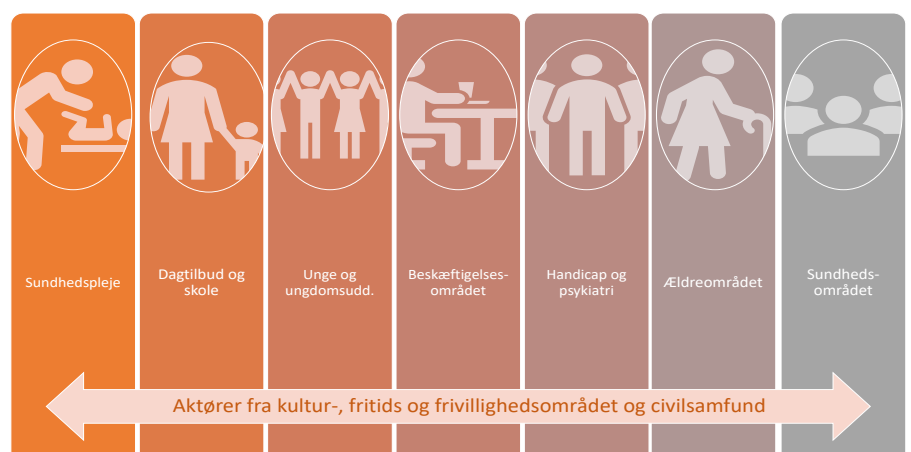 Sundhedspleje
Dagtilbud og
skole
Unge og
ungdomsudd.
Beskæftigelses-
området
Handicap og
psykiatri
Ældreområdet
Sundheds-
området
Aktører fra kultur-, fritids og frivillighedsområdet og civilsamfund